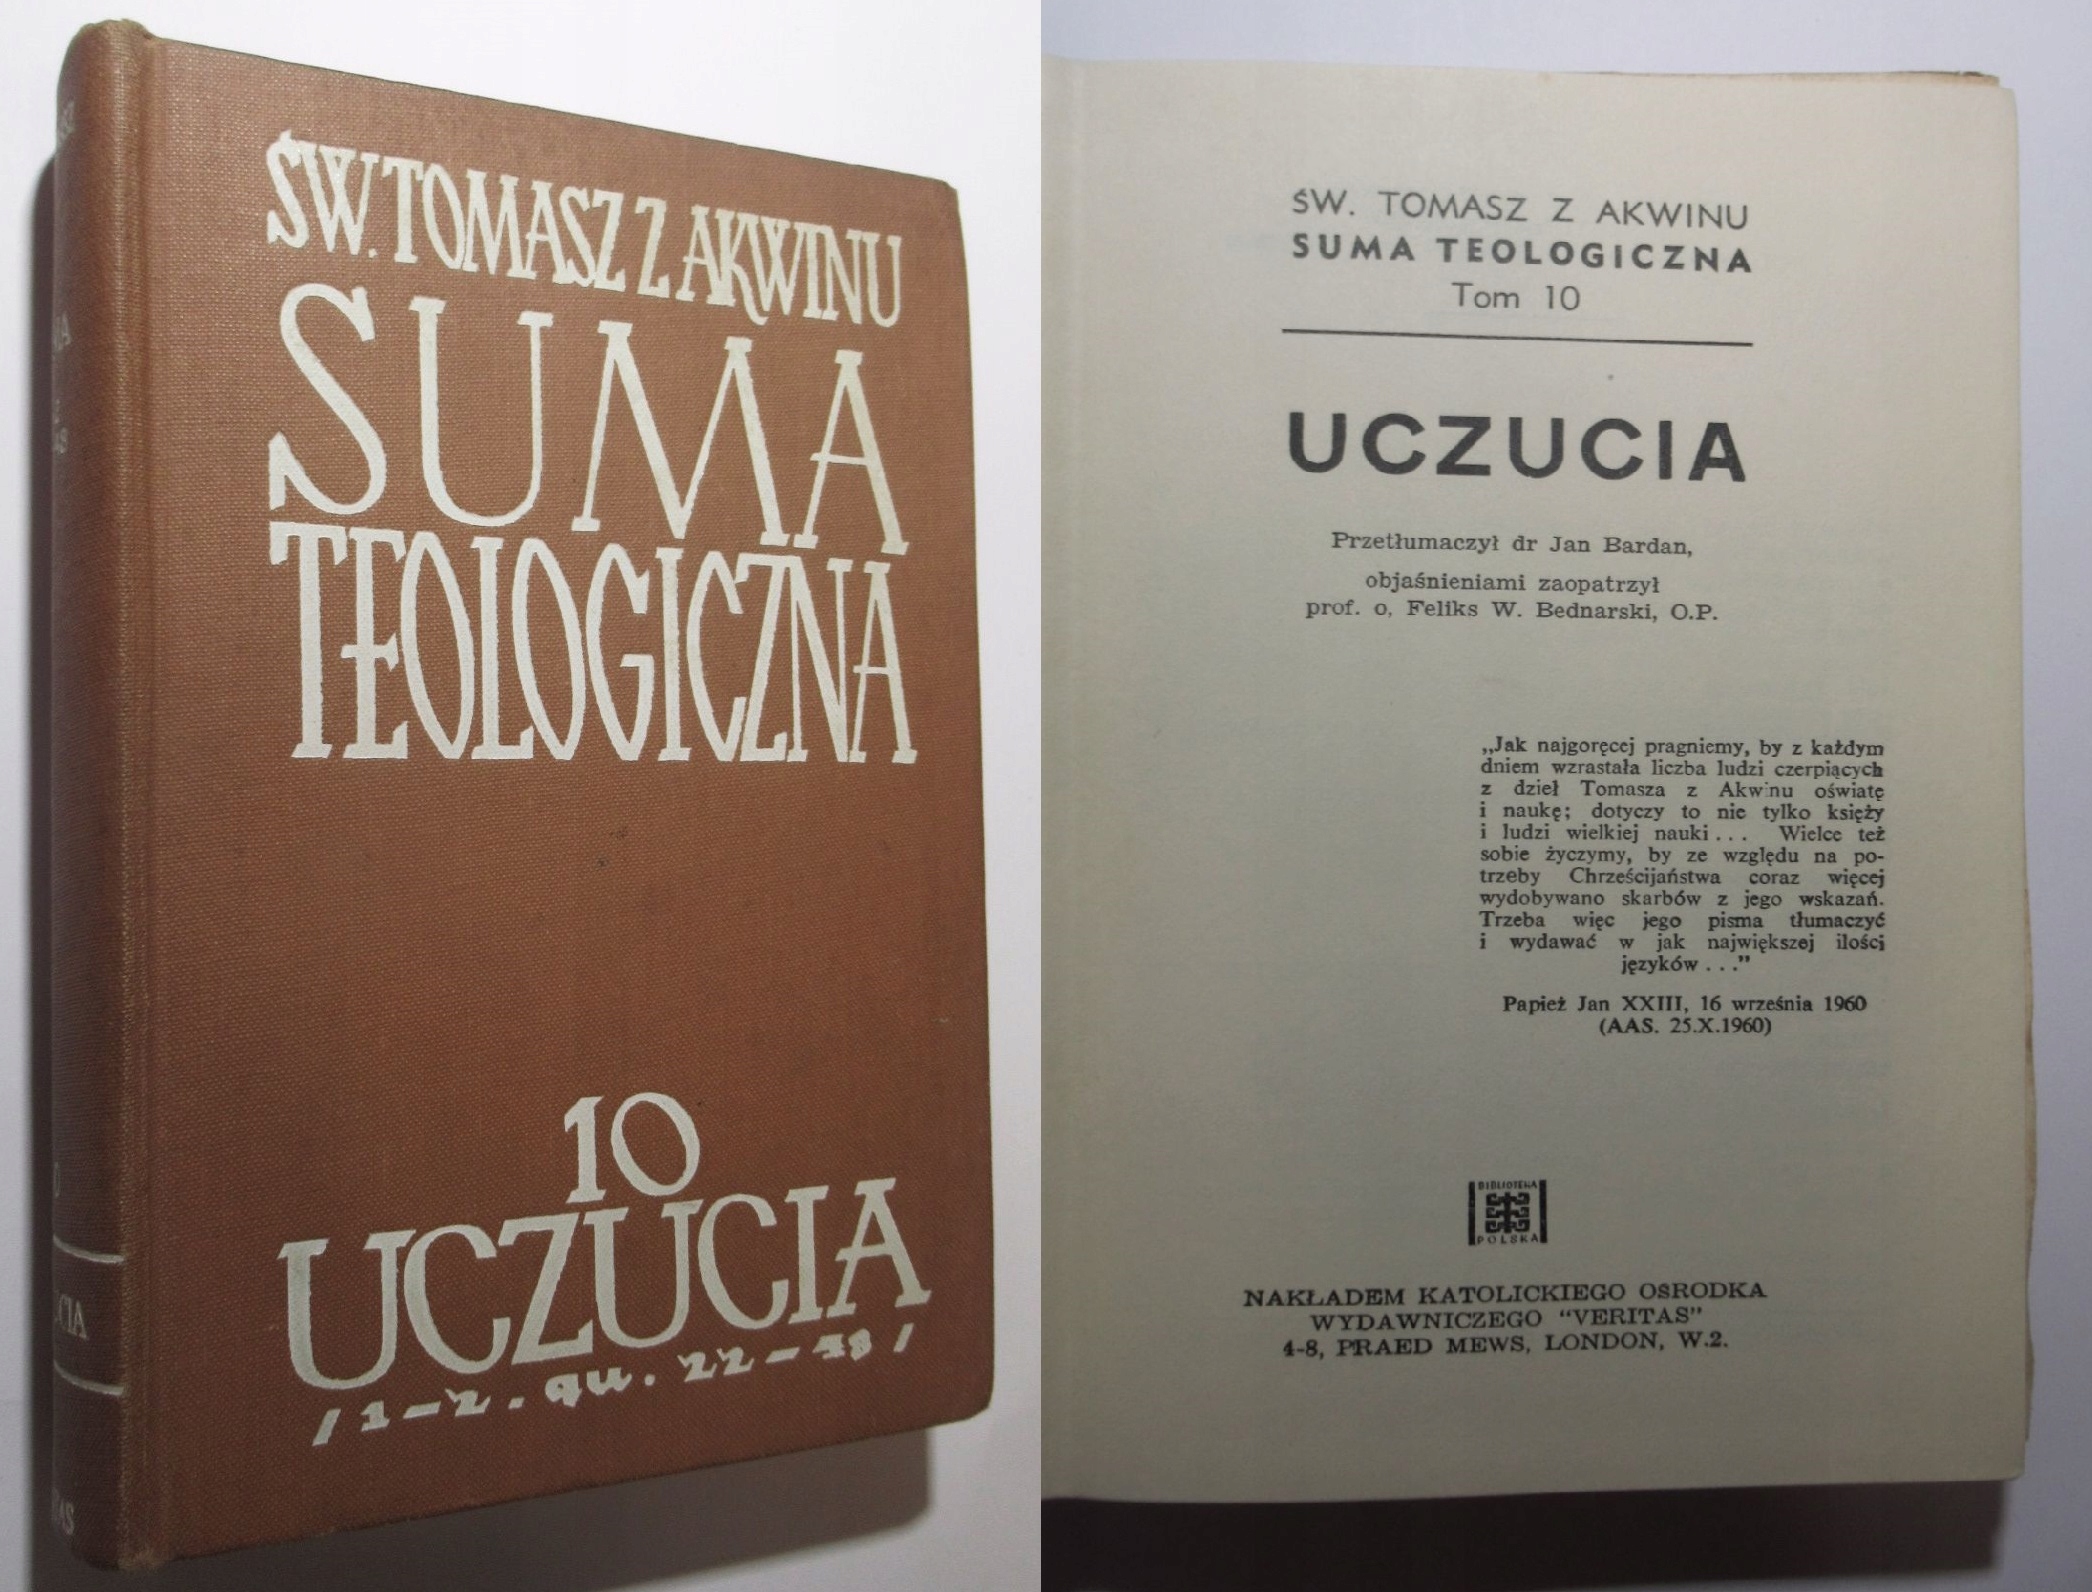 ŚW. TOMASZ Z AKWINU
SUMA
TEOLOGICZNA
10
UCZUCIA
/ 1-2. qu. 22-48 /
ŚW. TOMASZ Z AKWINU
SUMA TEOLOGICZNA
Tom 10
UCZUCIA
Przetłumaczył dr Jan Bardan,
objaśnieniami zaopatrzył
prof. o. Feliks W. Bednarski, O.P.
„Jak najgoręcej pragniemy, by z każdym
dniem wzrastała liczba ludzi czerpiących
z dzieł Tomasza z Akwinu oświatę
i naukę; dotyczy to nie tylko księży
i ludzi wielkiej nauki... Wielce też
sobie życzymy, by ze względu na po-
trzeby Chrześcijaństwa coraz więcej
wydobywano skarbów z jego wskazań.
Trzeba więc jego pisma tłumaczyć
i wydawać w jak największej ilości
języków ..."
Papież Jan XXIII, 16 września 1960
(AAS. 25.X.1960)
BIBLIOTEKA
POLSKA
NAKŁADEM KATOLICKIEGO OŚRODKA
WYDAWNICZEGO "VERITAS"
4-8, PRAED MEWS, LONDON, W.2.